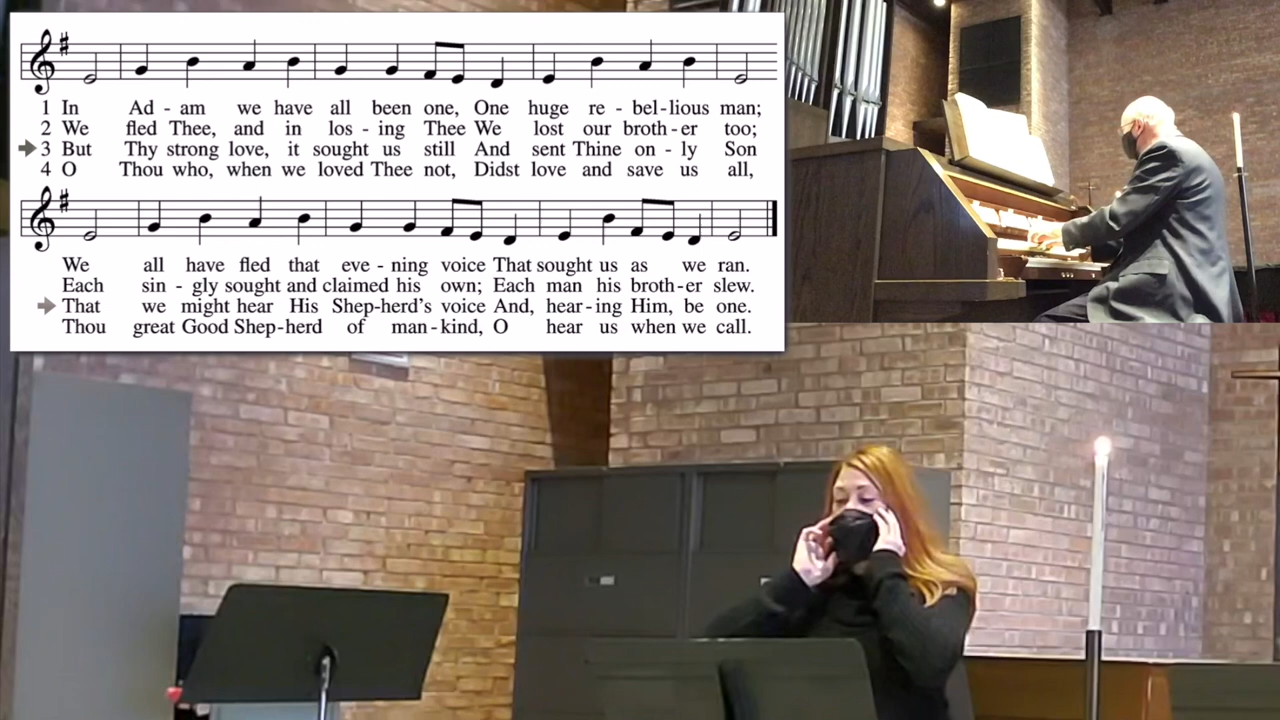 1 In Ad - am we have all been one, One huge re - bel - lious man;
2 We fled Thee, and in los - ing Thee We lost our broth - er too;
3 But Thy strong love, it sought us still And sent Thine on - ly Son
4 O Thou who, when we loved Thee not, Didst love and save us all,
We all have fled that eve - ning voice That sought us as we ran.
Each sin - gly sought and claimed his own; Each man his broth - er slew.
That we might hear His Shep - herd's voice And, hear - ing Him, be one.
Thou great Good Shep - herd of man - kind, O hear us when we call.